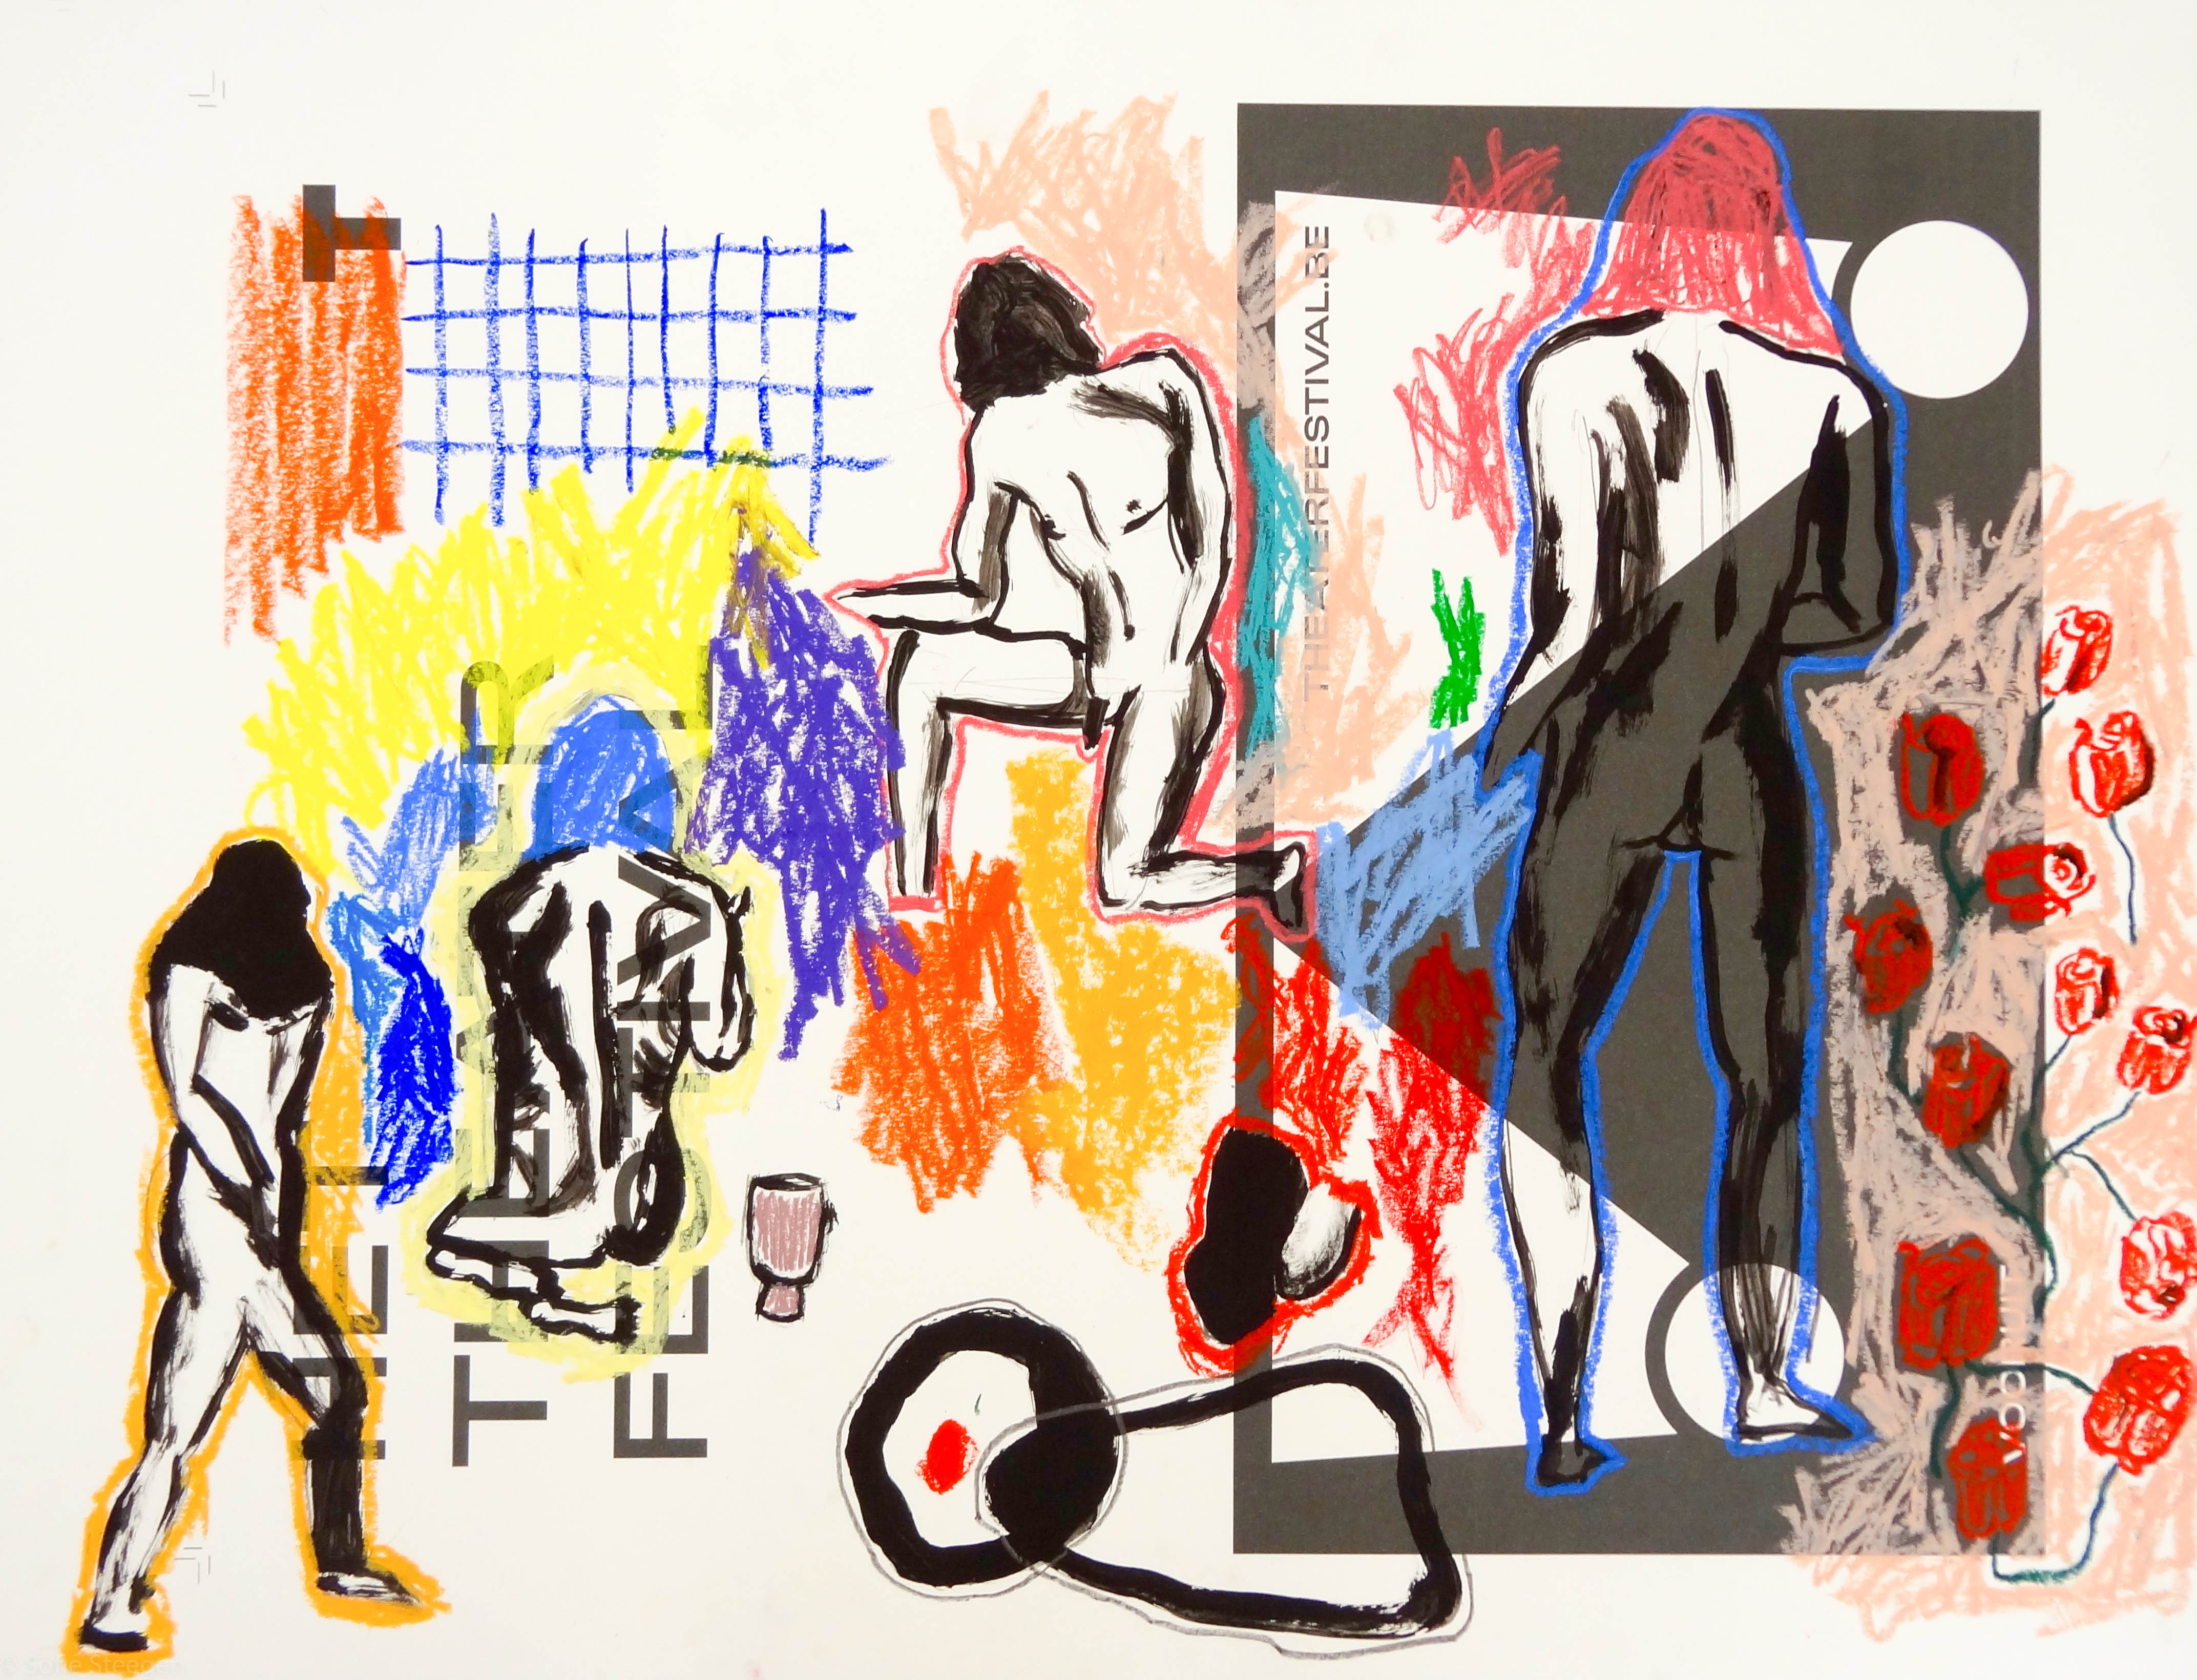 T
HET
THEATER
FESTIVAL
THEATERFESTIVAL.BE